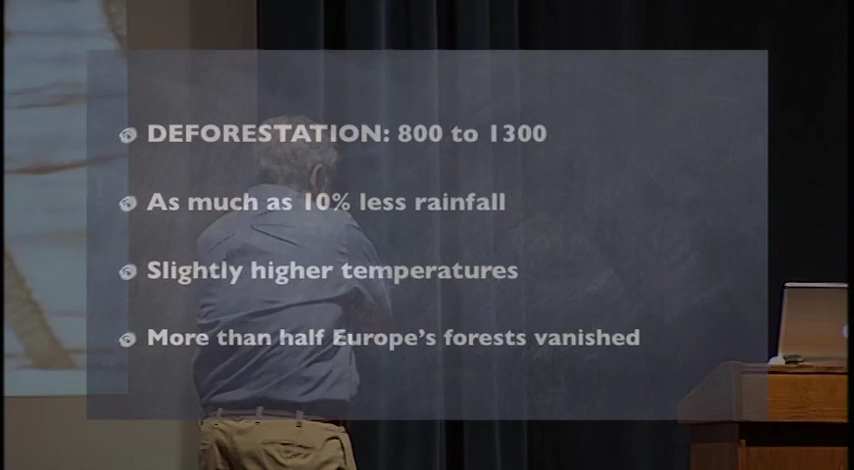 DEFORESTATION: 800 to 1300
As much as 10% less rainfall
Slightly higher temperatures
More than half Europe's forests vanished